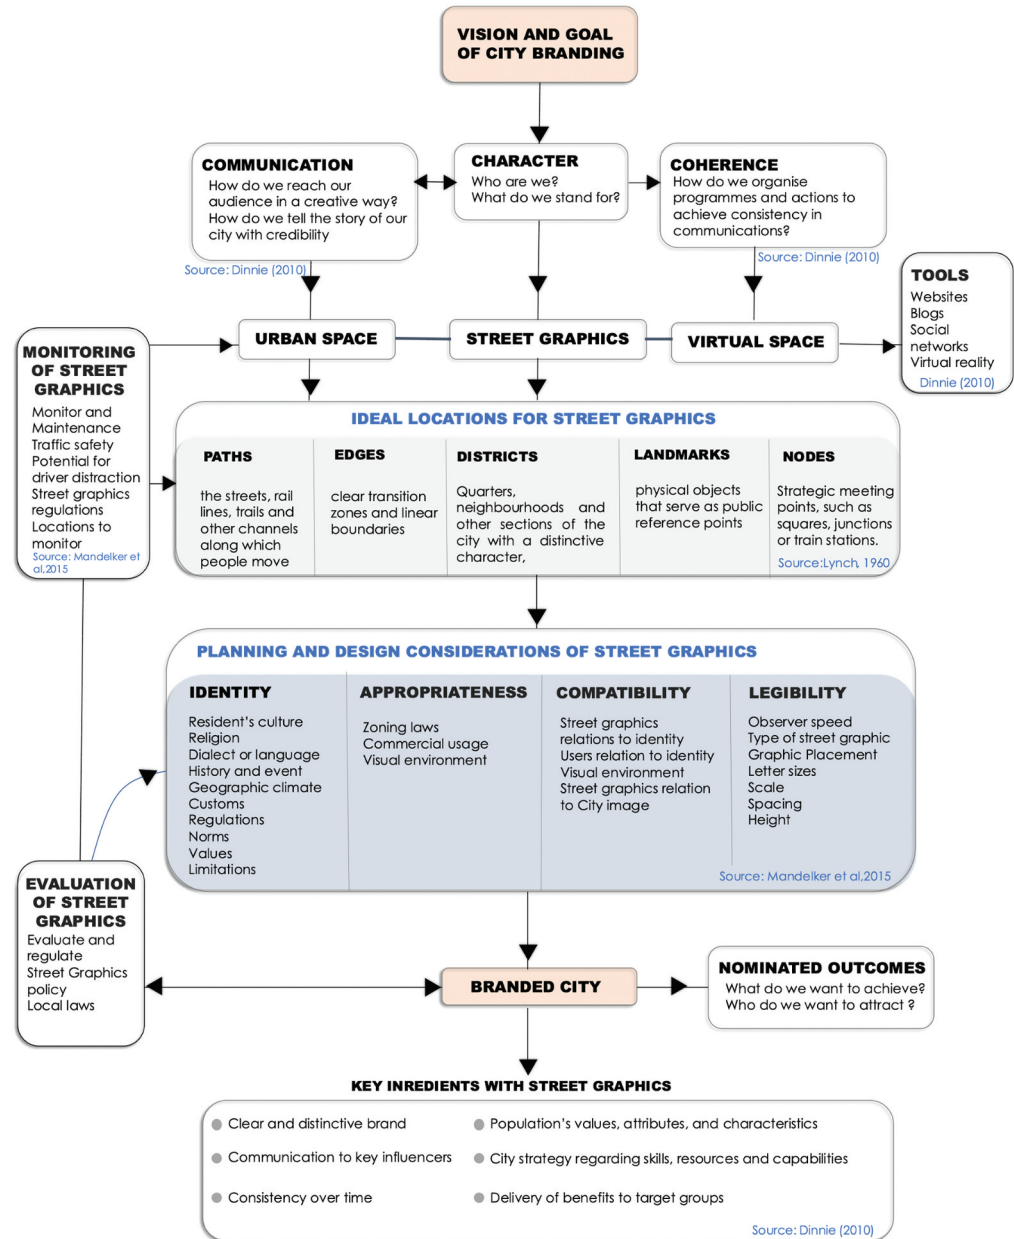 VISION AND GOAL
OF CITY BRANDING
COMMUNICATION
How do we reach our
audience in a creative way?
How do we tell the story of our
city with credibility
Source: Dinnie (2010)
CHARACTER
Who are we?
What do we stand for?
COHERENCE
How do we organise
programmes and actions to
achieve consistency in
communications?
Source: Dinnie (2010)
TOOLS
Websites
Blogs
Social
networks
Virtual reality
Dinnie (2010)
URBAN SPACE
STREET GRAPHICS
VIRTUAL SPACE
MONITORING
OF STREET
GRAPHICS
Monitor and
Maintenance
Traffic safety
Potential for
driver distraction
Street graphics
regulations
Locations to
monitor
Source: Mandelker et
al,2015
IDEAL LOCATIONS FOR STREET GRAPHICS
PATHS
the streets, rail
lines, trails and
other channels
along which
people move
EDGES
clear transition
zones and linear
boundaries
DISTRICTS
Quarters,
neighbourhoods and
other sections of the
city with a distinctive
character,
LANDMARKS
physical objects
that serve as public
reference points
NODES
Strategic meeting
points, such as
squares, junctions
or train stations.
Source:Lynch, 1960
PLANNING AND DESIGN CONSIDERATIONS OF STREET GRAPHICS
IDENTITY
Resident's culture
Religion
Dialect or language
History and event
Geographic climate
Customs
Regulations
Norms
Values
Limitations
APPROPRIATENESS
Zoning laws
Commercial usage
Visual environment
COMPATIBILITY
Street graphics
relations to identity
Users relation to identity
Visual environment
Street graphics relation
to City image
LEGIBILITY
Observer speed
Type of street graphic
Graphic Placement
Letter sizes
Scale
Spacing
Height
Source: Mandelker et al,2015
EVALUATION
OF STREET
GRAPHICS
Evaluate and
regulate
Street Graphics
policy
Local laws
BRANDED CITY
NOMINATED OUTCOMES
What do we want to achieve?
Who do we want to attract ?
KEY INREDIENTS WITH STREET GRAPHICS
Clear and distinctive brand
Communication to key influencers
Consistency over time
Population's values, attributes, and characteristics
City strategy regarding skills, resources and capabilities
Delivery of benefits to target groups
Source: Dinnie (2010)